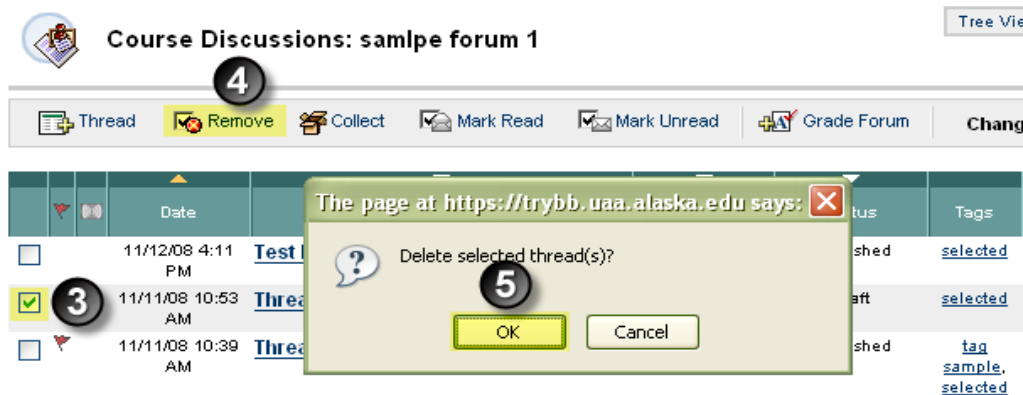 Tree Vie
Course Discussions: samlpe forum 1
4
Thread Remove Collect Mark Read Mark Unread Grade Forum Chang
Date tus Tags
The page at https://trybb.uaa.alaska.edu says:
Delete selected thread(s)?
5
OK Cancel
11/12/08 4:11 Test shed selected
PM
3 11/11/08 10:53 Threa aft selected
AM
11/11/08 10:39 Threa shed tag
AM sample,
selected